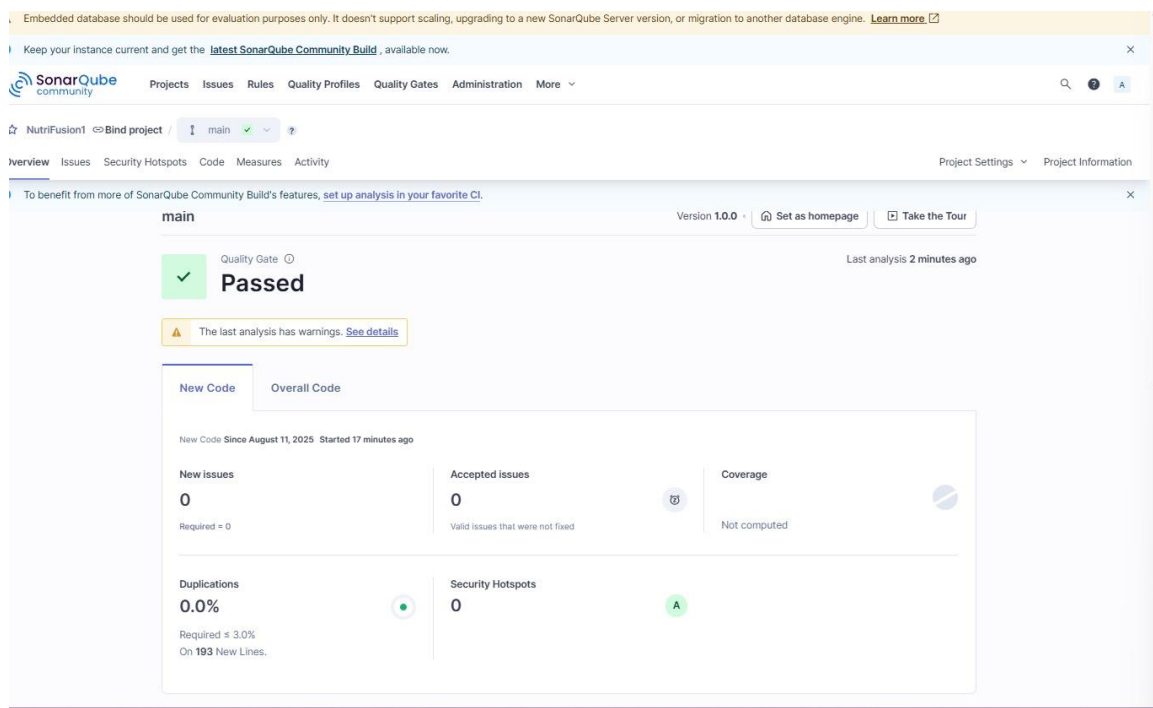 Embedded database should be used for evaluation purposes only. It doesn't support scaling, upgrading to a new SonarQube Server version, or migration to another database engine. Learn more
Keep your instance current and get the latest SonarQube Community Build , available now.
SonarQube community Projects Issues Rules Quality Profiles Quality Gates Administration More ? A
NutriFusion1 Bind project / main ?
Overview Issues Security Hotspots Code Measures Activity Project Settings Project Information
To benefit from more of SonarQube Community Build's features, set up analysis in your favorite CI.
main Version 1.0.0 Set as homepage Take the Tour
Quality Gate Last analysis 2 minutes ago
Passed
The last analysis has warnings. See details
New Code Overall Code
New Code Since August 11, 2025 Started 17 minutes ago
New issues Accepted issues Coverage
0 0
Required = 0 Valid issues that were not fixed Not computed
Duplications Security Hotspots
0.0% 0 A
Required ≤ 3.0%
On 193 New Lines.